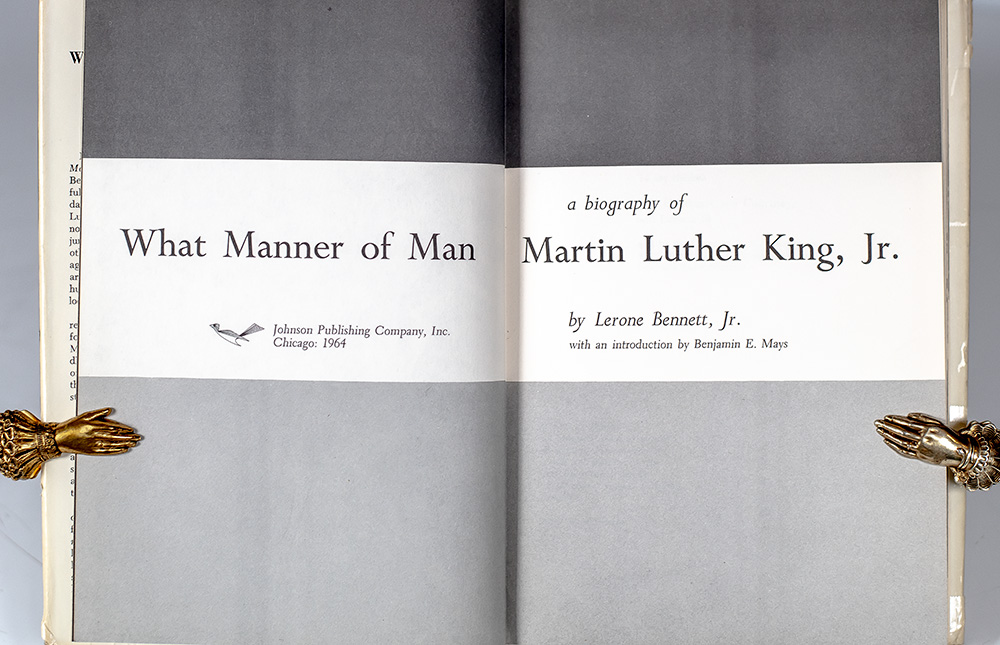 What Manner of Man
Johnson Publishing Company, Inc.
Chicago: 1964
a biography of
Martin Luther King, Jr.
by Lerone Bennett, Jr.
with an introduction by Benjamin E. Mays